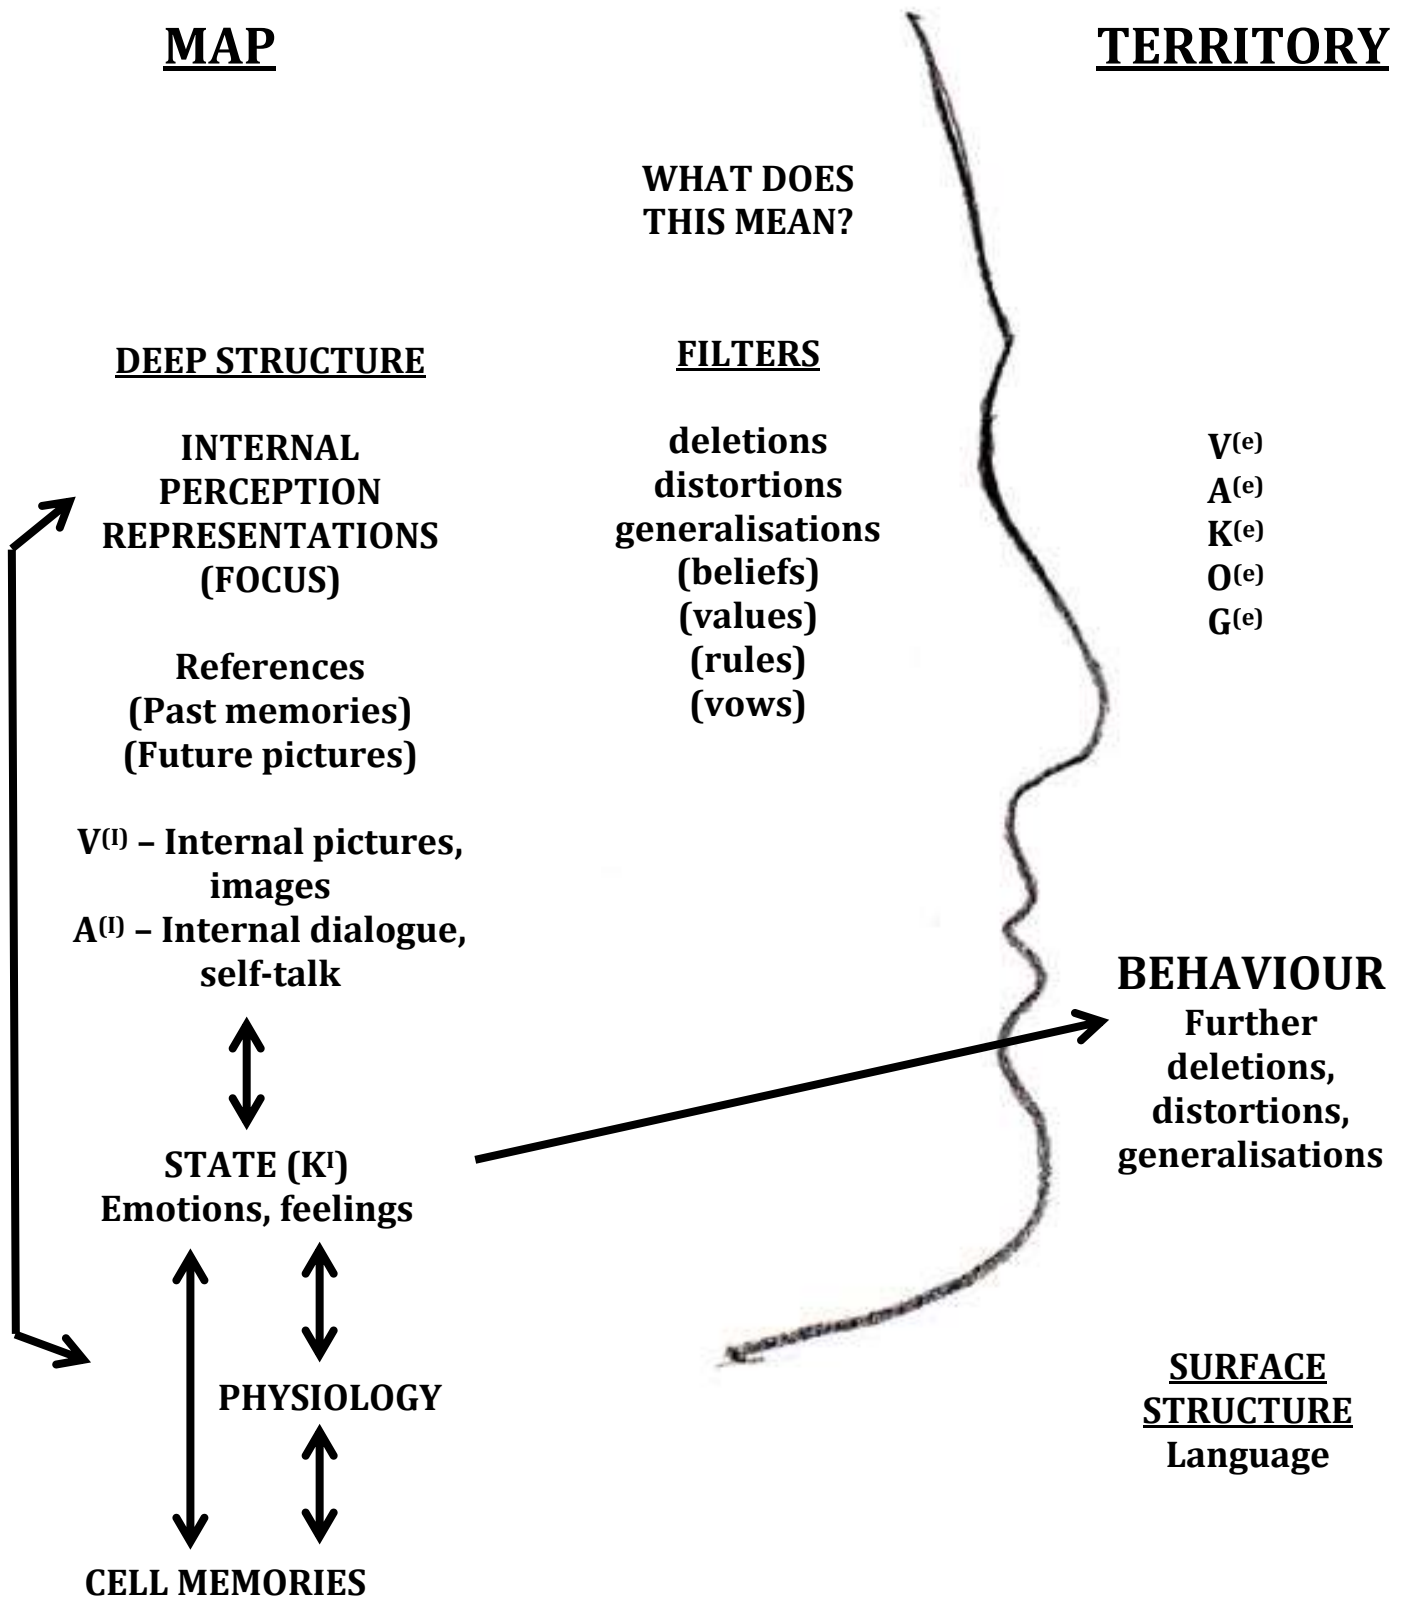 MAP
TERRITORY
WHAT DOES
THIS MEAN?
DEEP STRUCTURE
INTERNAL
PERCEPTION
REPRESENTATIONS
(FOCUS)
References
(Past memories)
(Future pictures)
V(I) – Internal pictures,
images
A(I) – Internal dialogue,
self-talk
STATE (KI)
Emotions, feelings
PHYSIOLOGY
CELL MEMORIES
FILTERS
deletions
distortions
generalisations
(beliefs)
(values)
(rules)
(vows)
V(e)
A(e)
K(e)
O(e)
G(e)
BEHAVIOUR
Further
deletions,
distortions,
generalisations
SURFACE
STRUCTURE
Language